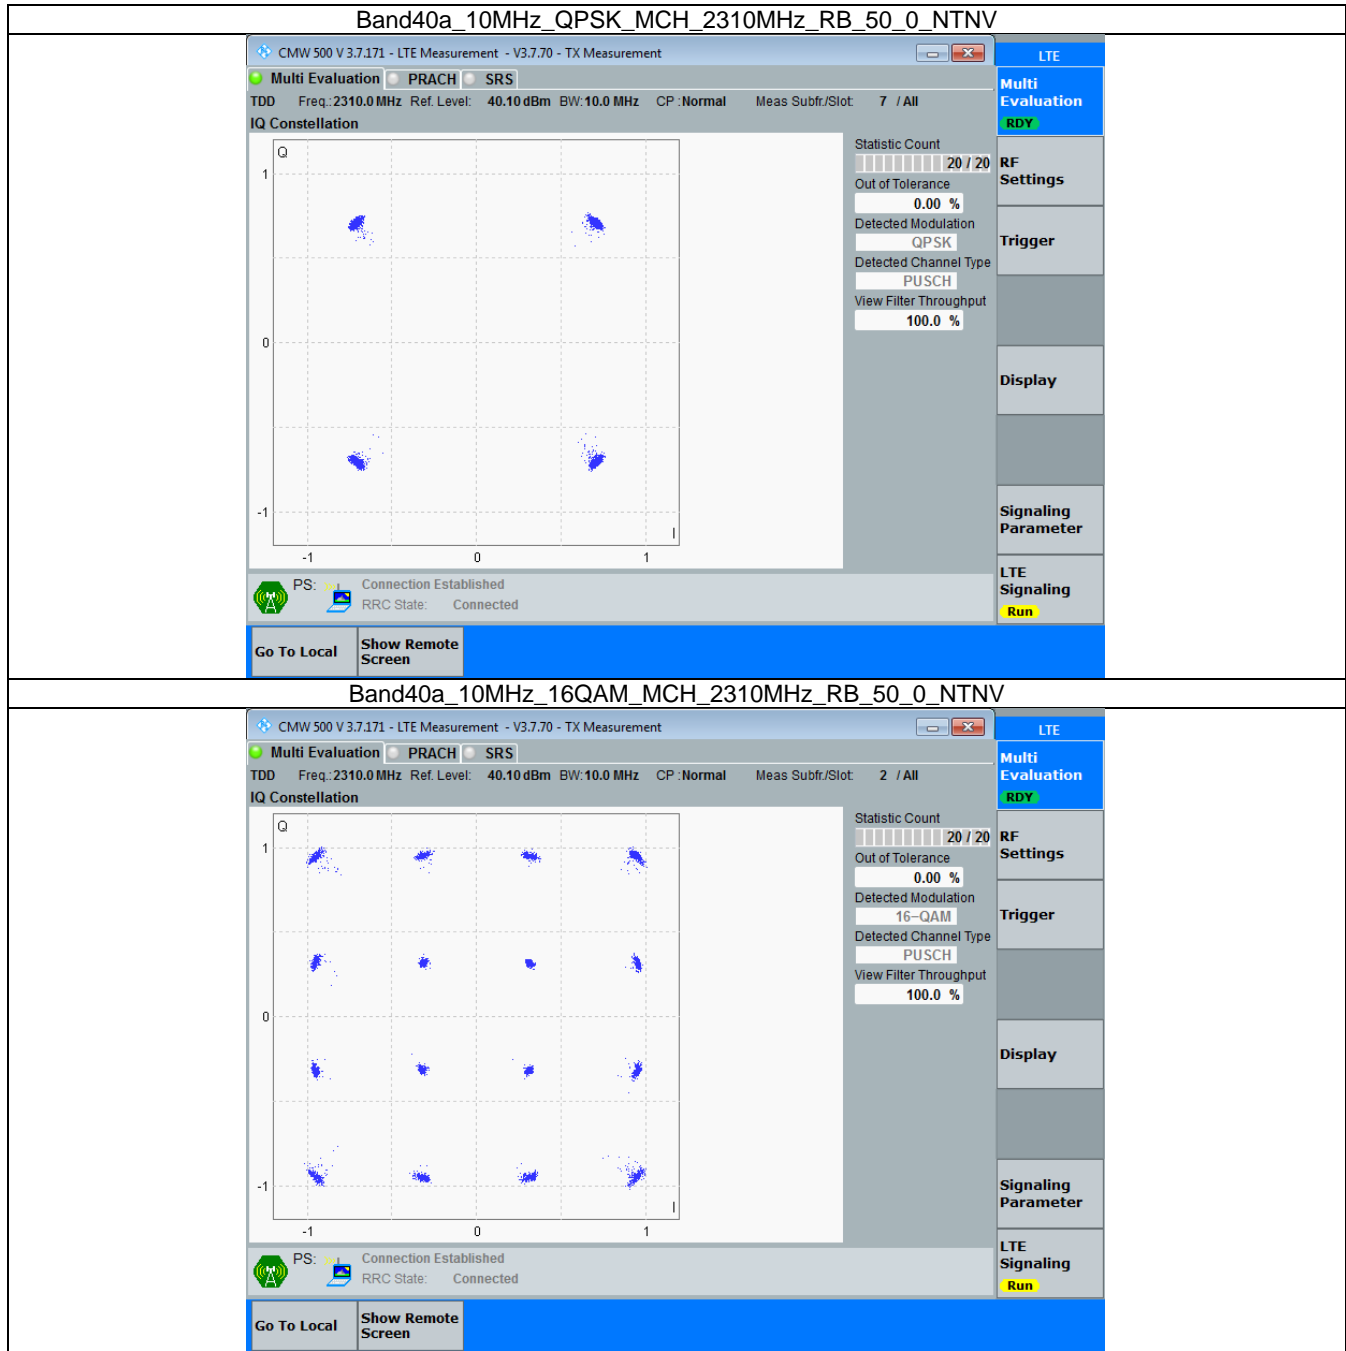 Band40a_10MHz_QPSK_MCH_2310MHz_RB_50_0_NTNV
CMW 500 V 3.7.171 - LTE Measurement - V3.7.70 - TX Measurement
LTE
Multi Evaluation PRACH SRS
TDD Freg.:2310.0 MHz Ref. Level: 40.10 dBm BW:10.0 MHz CP :Normal Meas Subfr./Slot: 7 / All
IQ Constellation
Q
1
0
-1
I
-1 0 1
Statistic Count
20 / 20
Out of Tolerance
0.00 %
Detected Modulation
QPSK
Detected Channel Type
PUSCH
View Filter Throughput
100.0 %
Multi
Evaluation
RDY
RF
Settings
Trigger
Display
Signaling
Parameter
LTE
Signaling
Run
PS: Connection Established
RRC State: Connected
Go To Local
Show Remote
Screen
Band40a_10MHz_16QAM_MCH_2310MHz_RB_50_0_NTNV
CMW 500 V 3.7.171 - LTE Measurement - V3.7.70 - TX Measurement
LTE
Multi Evaluation PRACH SRS
TDD Freg.:2310.0 MHz Ref. Level: 40.10 dBm BW:10.0 MHz CP :Normal Meas Subfr./Slot: 2 / All
IQ Constellation
Q
1
0
-1
I
-1 0 1
Statistic Count
20 / 20
Out of Tolerance
0.00 %
Detected Modulation
16-QAM
Detected Channel Type
PUSCH
View Filter Throughput
100.0 %
Multi
Evaluation
RDY
RF
Settings
Trigger
Display
Signaling
Parameter
LTE
Signaling
Run
PS: Connection Established
RRC State: Connected
Go To Local
Show Remote
Screen